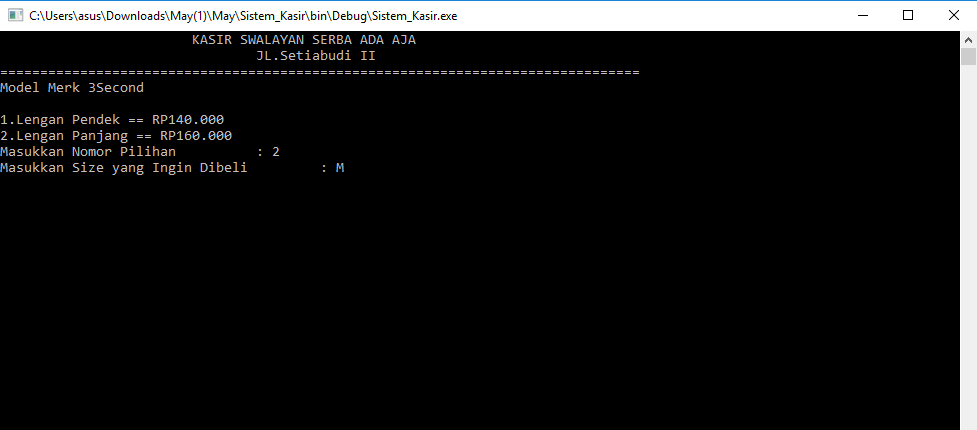 C:\Users\asus\Downloads\May(1)\May\Sistem_Kasir\bin\Debug\Sistem_Kasir.exe
KASIR SWALAYAN SERBA ADA AJA
JL.Setiabudi II
================================================================================
Model Merk 3Second
1.Lengan Pendek == RP140.000
2.Lengan Panjang == RP160.000
Masukkan Nomor Pilihan          : 2
Masukkan Size yang Ingin Dibeli         : M